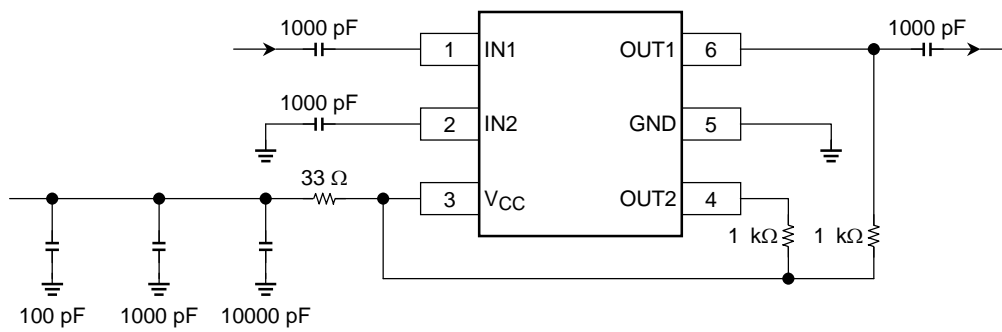 1000 pF
1000 pF
1 IN1
OUT1 6
1000 pF
2 IN2
GND 5
33 Ω
3 VCC
OUT2 4
1 kΩ
1 kΩ
100 pF
1000 pF
10000 pF